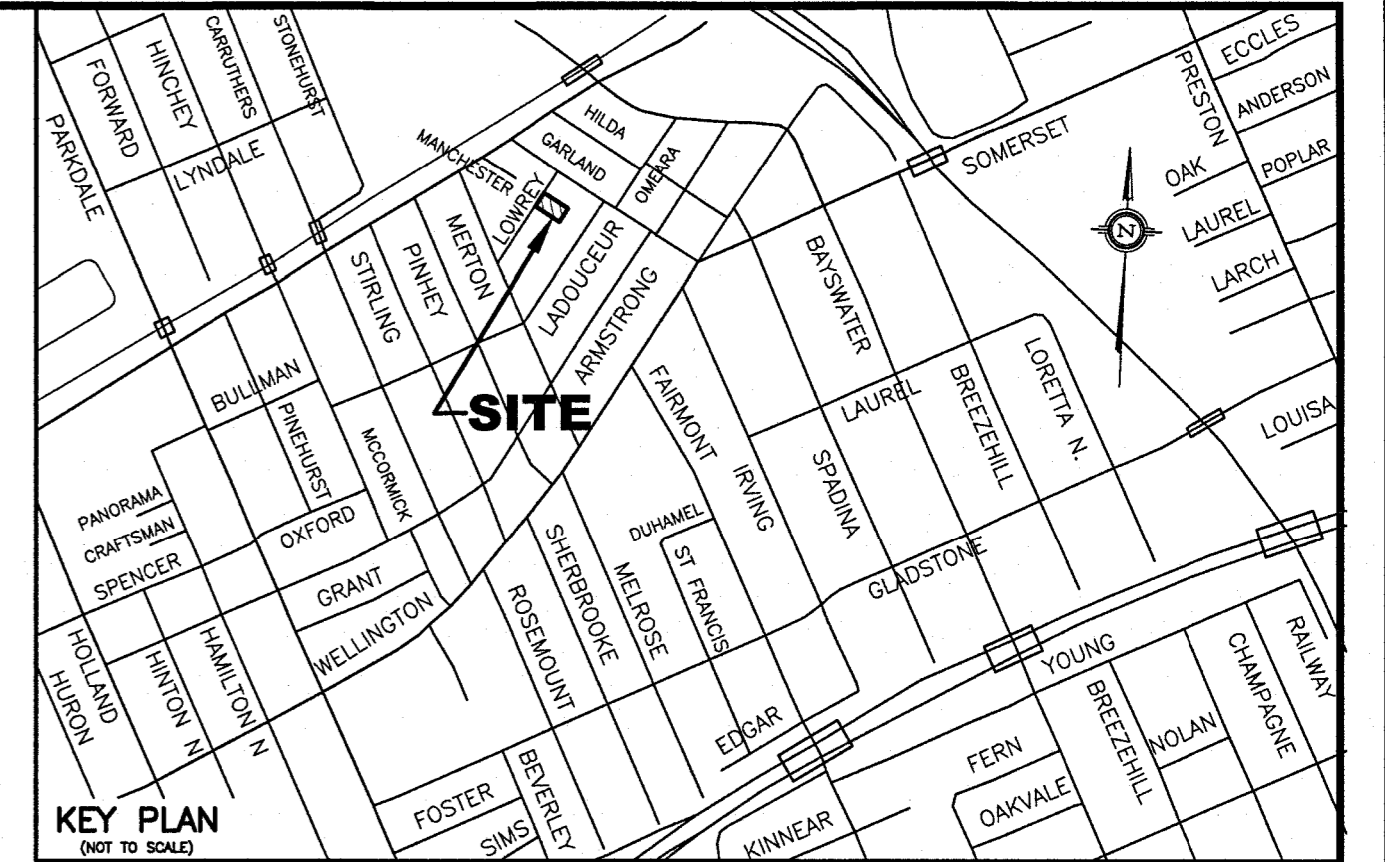 FORWARD
HINCHEY
CARRUTHERS
STONEHURST
PARKDALE
LYNDALE
MANCHESTER
HILDA
GARLAND
OMEARA
LOWREY
SOMERSET
PRESTON
ECCLES
ANDERSON
POPLAR
OAK
LAUREL
LARCH
N
STIRLING
PINHEY
MERTON
LADOUCEUR
ARMSTRONG
BAYSWATER
BULLMAN
PINEHURST
MCCORMICK
SITE
FAIRMONT
IRVING
SPADINA
LAUREL
BREEZEHILL
LORETTA N.
LOUISA
PANORAMA
CRAFTSMAN
SPENCER
OXFORD
GRANT
WELLINGTON
DUHAMEL
ST FRANCIS
GLADSTONE
SHERBROOKE
MELROSE
ROSEMOUNT
HOLLAND
HURON
HINTON N
HAMILTON N
YOUNG
RAILWAY
CHAMPAGNE
BREEZEHILL
NOLAN
EDGAR
FERN
OAKVALE
KINNEAR
FOSTER
SIMS
BEVERLEY
KEY PLAN
(NOT TO SCALE)